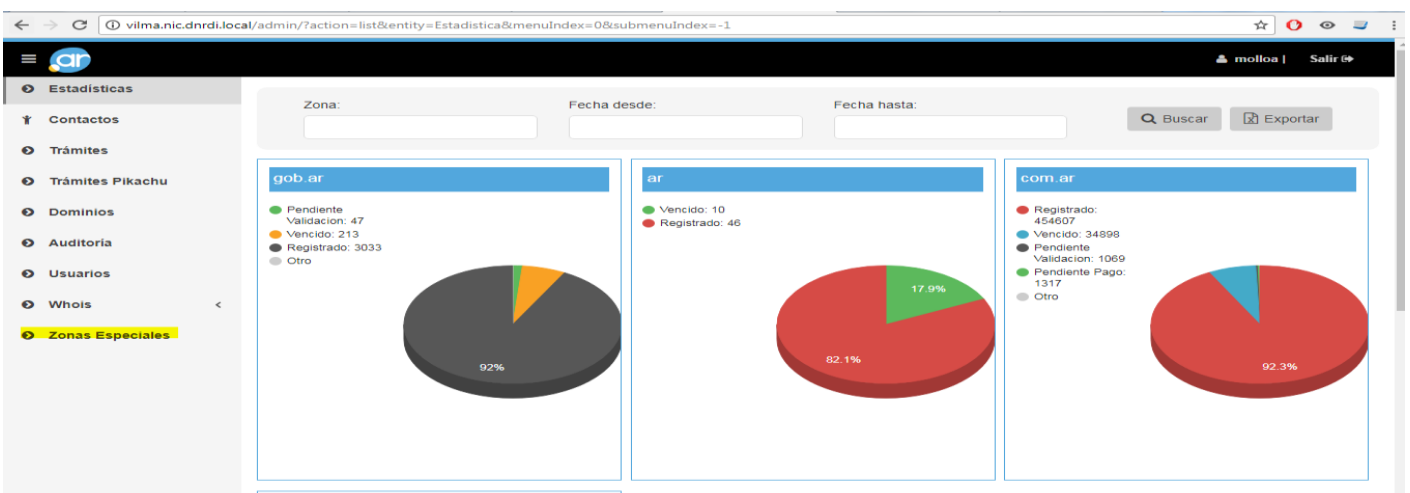 vilma.nic.dnrdi.local/admin/?action=list&entity=Estadistica&menuIndex=0&submenuIndex=-1
.ar
molloa |
Salir
Estadísticas
Contactos
Trámites
Trámites Pikachu
Dominios
Auditoria
Usuarios
Whois
Zonas Especiales
Zona:
Fecha desde:
Fecha hasta:
Buscar
Exportar
gob.ar
Pendiente
Validacion: 47
Vencido: 213
Registrado: 3033
Otro
92%
ar
Vencido: 10
Registrado: 46
17.9%
82.1%
com.ar
Registrado:
454607
Vencido: 34898
Pendiente
Validacion: 1069
Pendiente Pago:
1317
Otro
92.3%